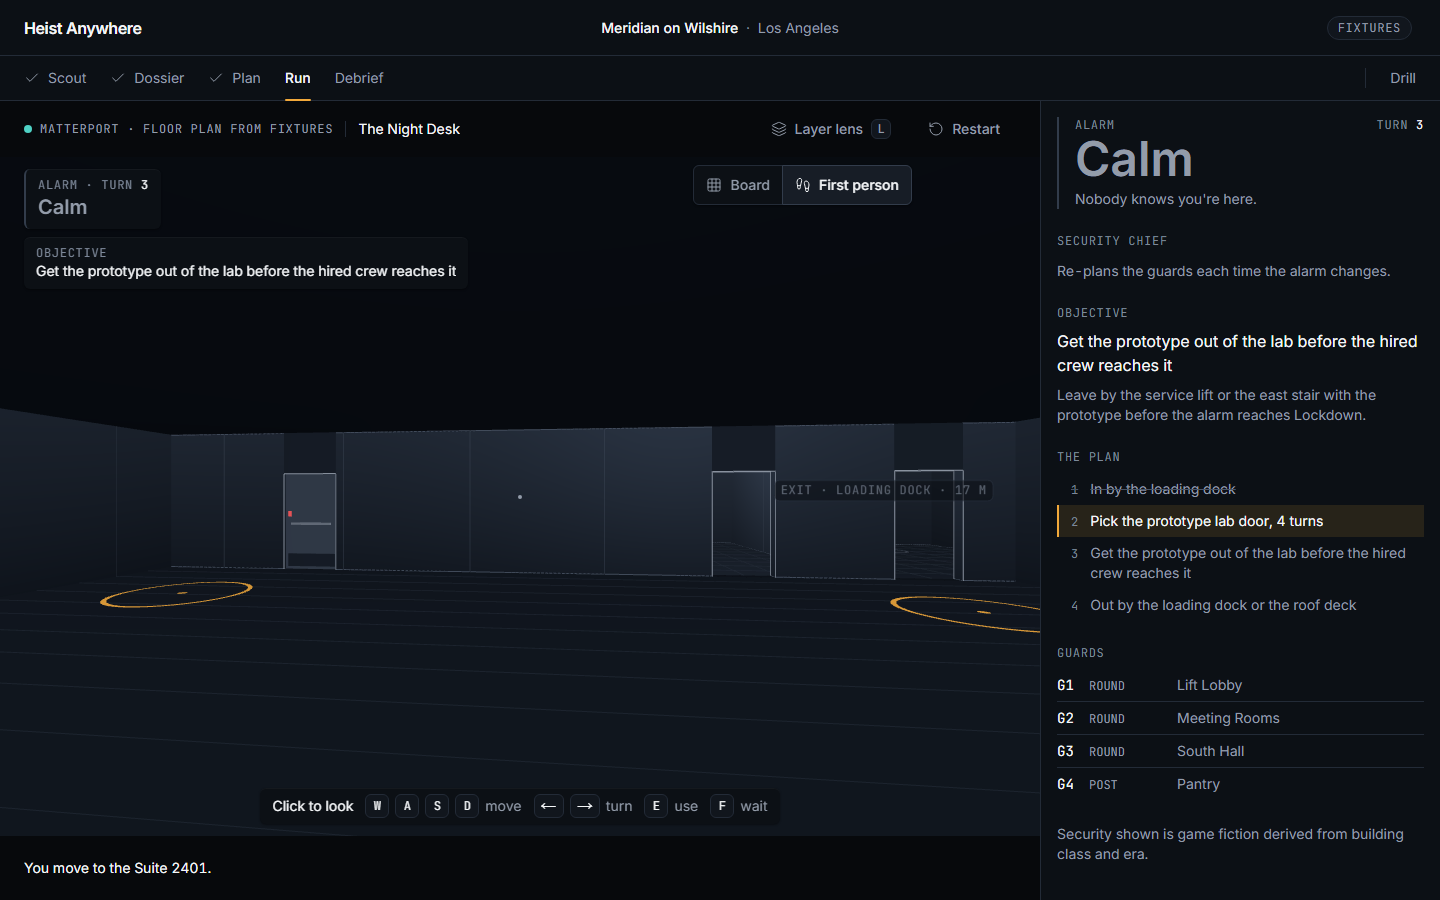 Heist Anywhere
Meridian on Wilshire · Los Angeles
FIXTURES
Scout
Dossier
Plan
Run
Debrief
Drill
MATTERPORT · FLOOR PLAN FROM FIXTURES
The Night Desk
Layer lens L
Restart
ALARM · TURN 3
Calm
Board
First person
OBJECTIVE
Get the prototype out of the lab before the hired crew reaches it
EXIT · LOADING DOCK · 17 M
Click to look W A S D move ← → turn E use F wait
You move to the Suite 2401.
ALARM
TURN 3
Calm
Nobody knows you're here.
SECURITY CHIEF
Re-plans the guards each time the alarm changes.
OBJECTIVE
Get the prototype out of the lab before the hired
crew reaches it
Leave by the service lift or the east stair with the
prototype before the alarm reaches Lockdown.
THE PLAN
1 In by the loading dock
2 Pick the prototype lab door, 4 turns
3 Get the prototype out of the lab before the hired
crew reaches it
4 Out by the loading dock or the roof deck
GUARDS
G1 ROUND Lift Lobby
G2 ROUND Meeting Rooms
G3 ROUND South Hall
G4 POST Pantry
Security shown is game fiction derived from building
class and era.